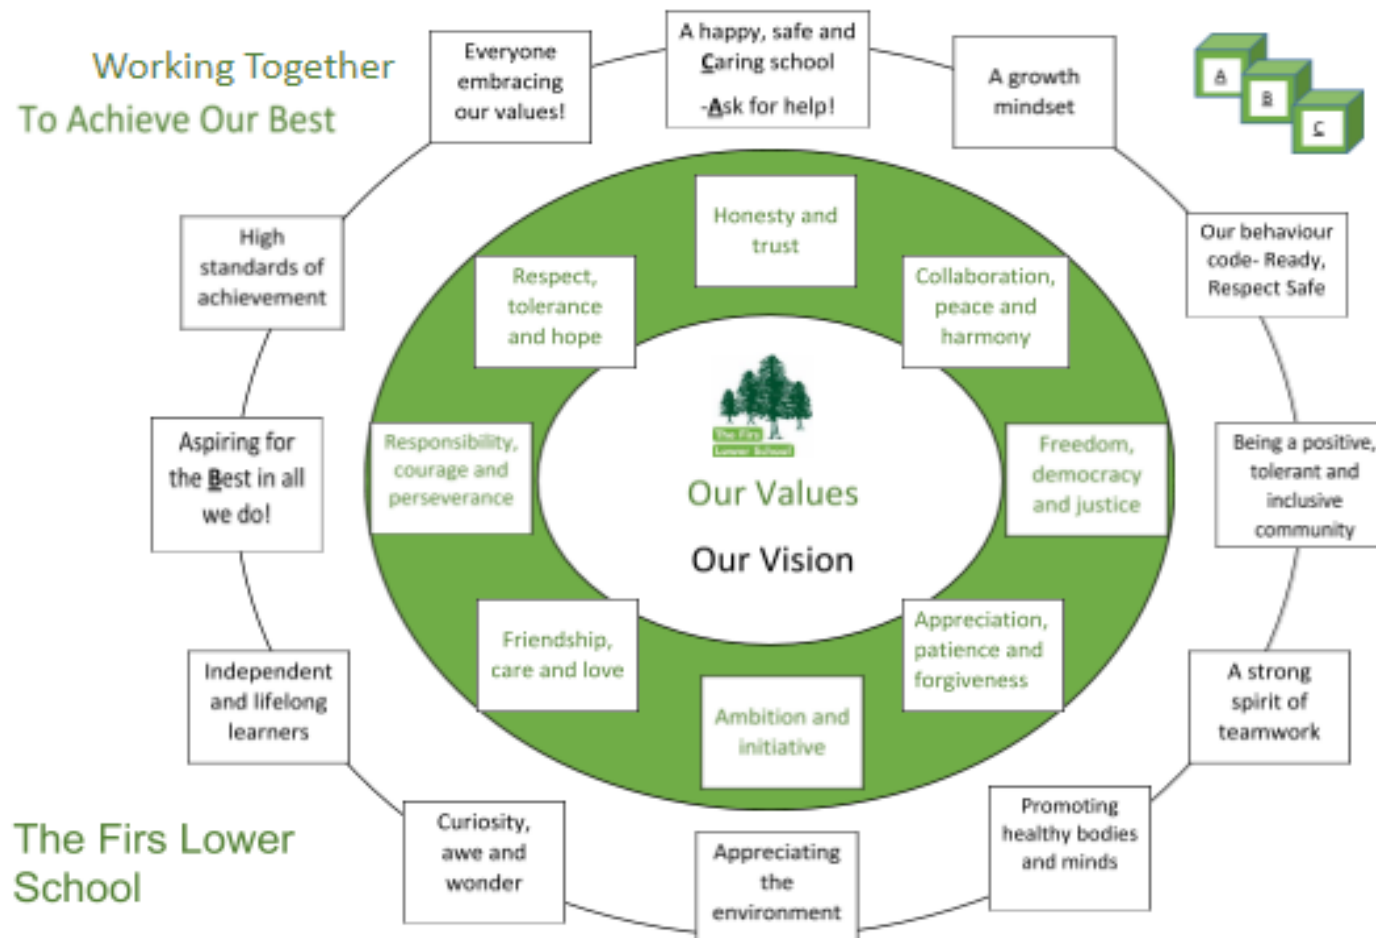 Working Together
To Achieve Our Best
Everyone
embracing
our values!
A happy, safe and
Caring school
-Ask for help!
A growth
mindset
A
B
C
Our behaviour
code- Ready,
Respect Safe
Being a positive,
tolerant and
inclusive
community
A strong
spirit of
teamwork
Promoting
healthy bodies
and minds
Appreciating
the
environment
Curiosity,
awe and
wonder
Independent
and lifelong
learners
Aspiring for
the Best in all
we do!
High
standards of
achievement
Honesty and
trust
Collaboration,
peace and
harmony
Freedom,
democracy
and justice
Appreciation,
patience and
forgiveness
Ambition and
initiative
Friendship,
care and love
Responsibility,
courage and
perseverance
Respect,
tolerance
and hope
The Firs
Lower School
Our Values
Our Vision
The Firs Lower
School